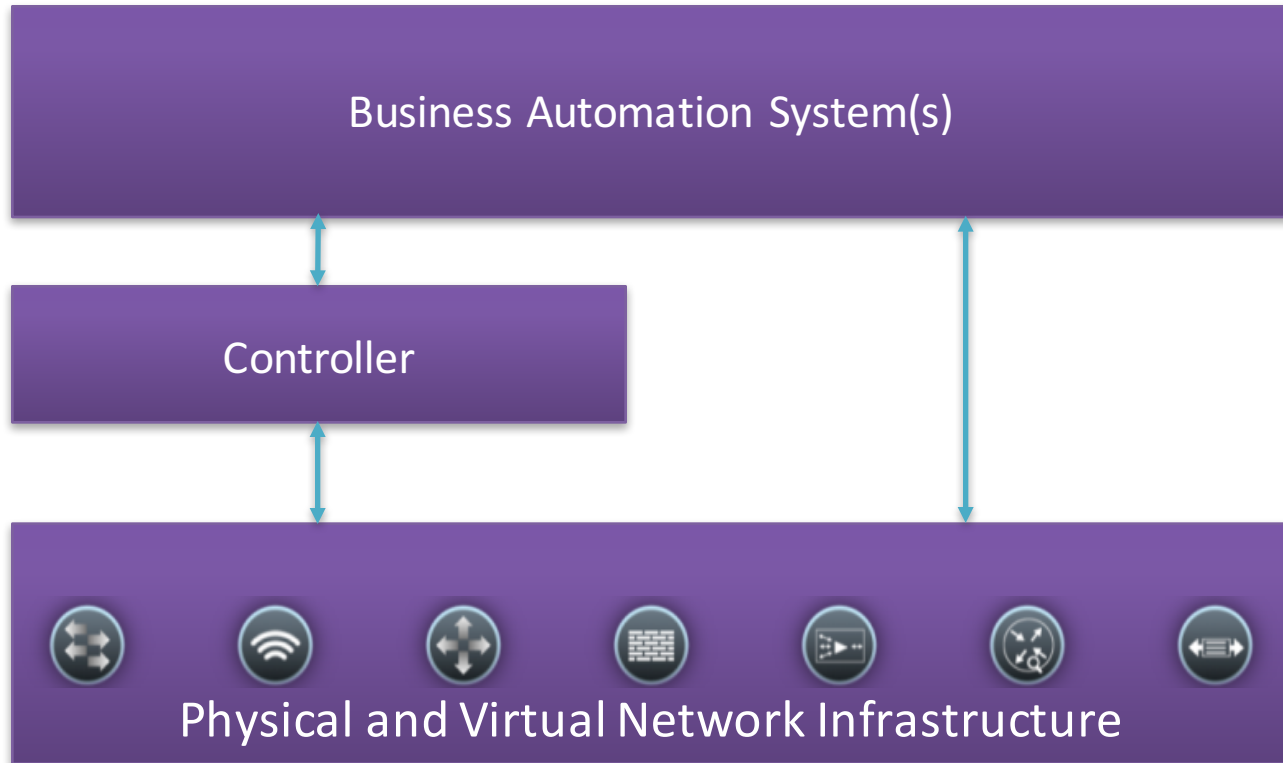 Business Automation System(s)
Controller
Physical and Virtual Network Infrastructure